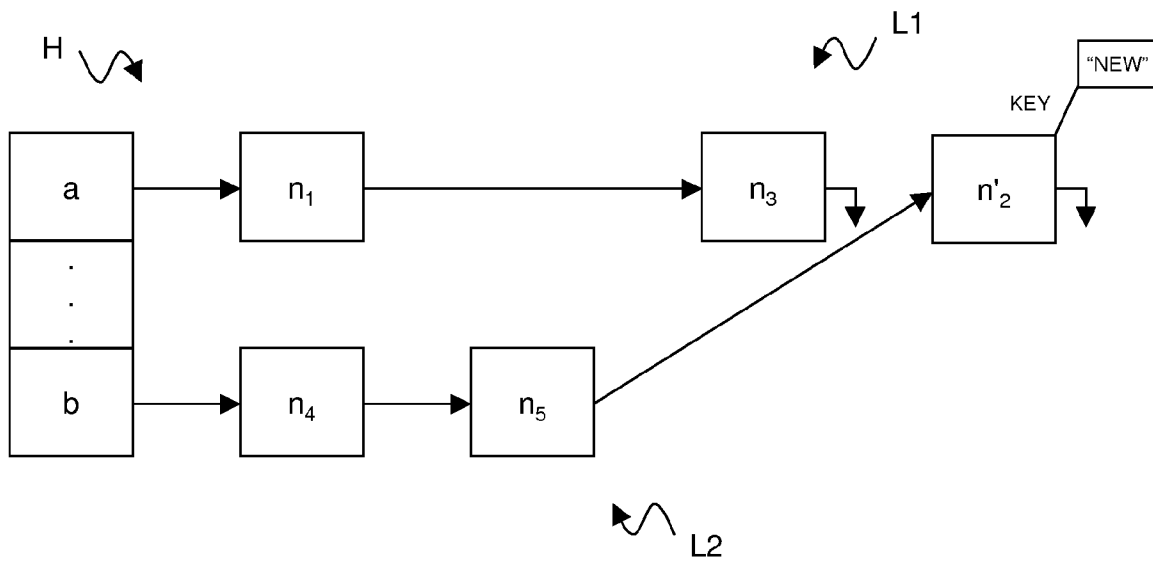 H
L1
"NEW"
KEY
a
n₁
n₃
n'₂
.
.
.
b
n₄
n₅
L2